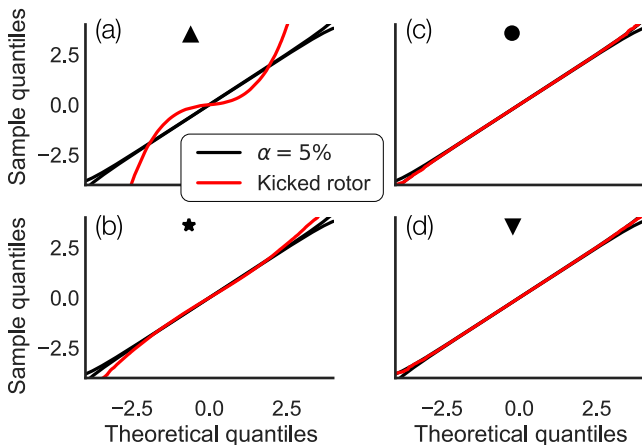 (a)
(c)
Sample quantiles
2.5
0.0
−2.5
α = 5%
Kicked rotor
(b)
(d)
Sample quantiles
2.5
0.0
−2.5
−2.5 0.0 2.5
−2.5 0.0 2.5
Theoretical quantiles
Theoretical quantiles